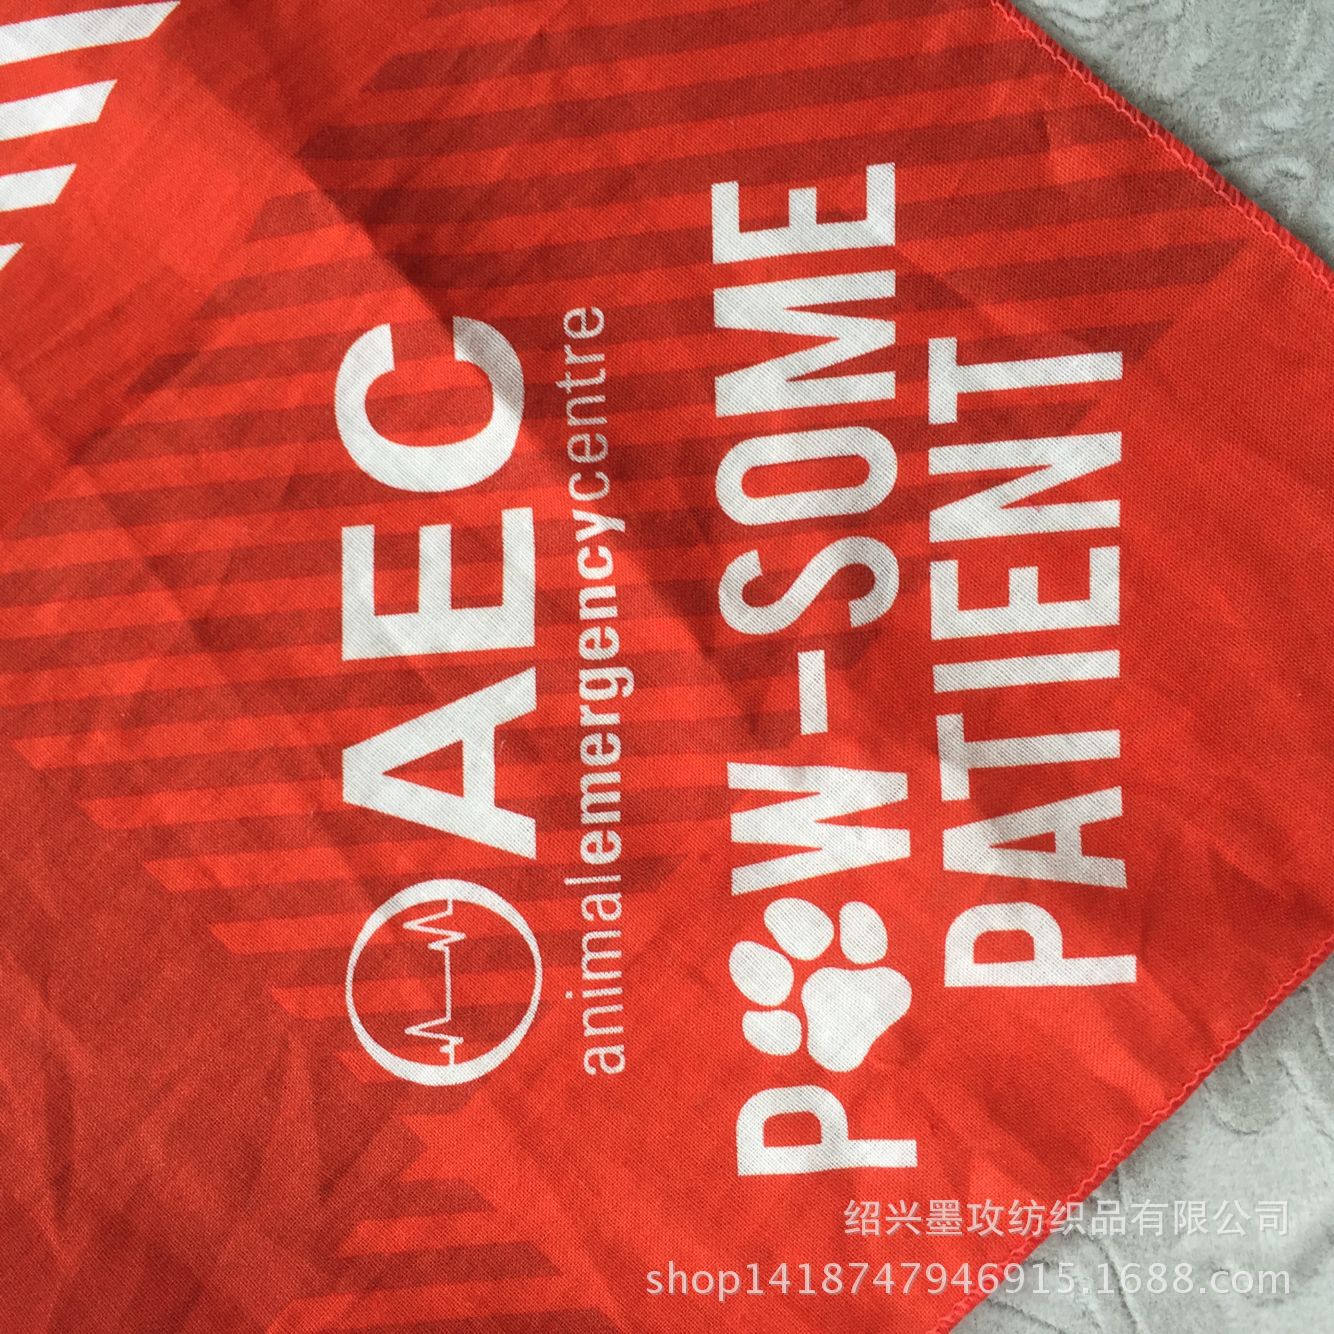 AEC
animalemergencycentre
PAW-SOME
PATIENT
绍兴墨攻纺织品有限公司
shop1418747946915.1688.com